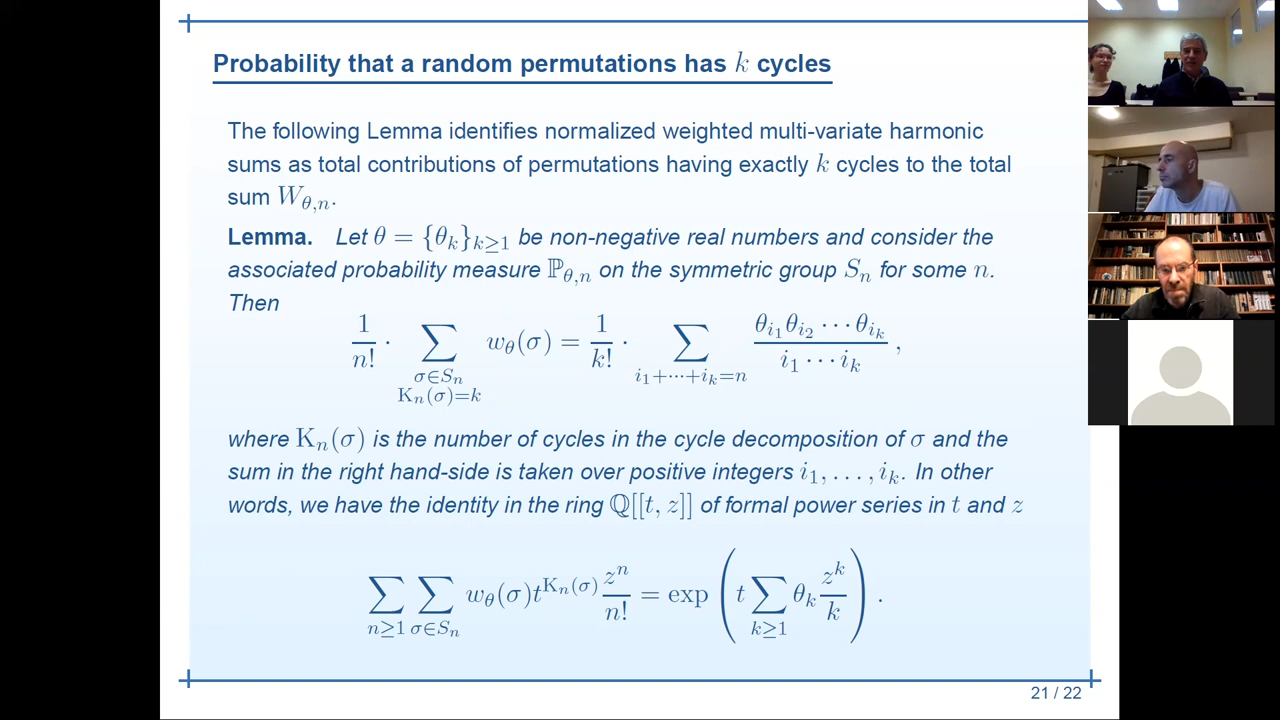 Probability that a random permutations has k cycles
The following Lemma identifies normalized weighted multi-variate harmonic
sums as total contributions of permutations having exactly k cycles to the total
sum W_{θ,n}.
Lemma. Let θ = {θ_k}_{k≥1} be non-negative real numbers and consider the
associated probability measure ℙ_{θ,n} on the symmetric group S_n for some n.
Then
1/n! · ∑_{σ∈S_n, K_n(σ)=k} w_θ(σ) = 1/k! · ∑_{i_1+⋯+i_k=n} θ_{i_1}θ_{i_2}⋯θ_{i_k} / i_1⋯i_k ,
where K_n(σ) is the number of cycles in the cycle decomposition of σ and the
sum in the right hand-side is taken over positive integers i_1, . . . , i_k. In other
words, we have the identity in the ring ℚ[[t, z]] of formal power series in t and z
∑_{n≥1} ∑_{σ∈S_n} w_θ(σ)t^{K_n(σ)} z^n/n! = exp ( t ∑_{k≥1} θ_k z^k/k ) .
21 / 22